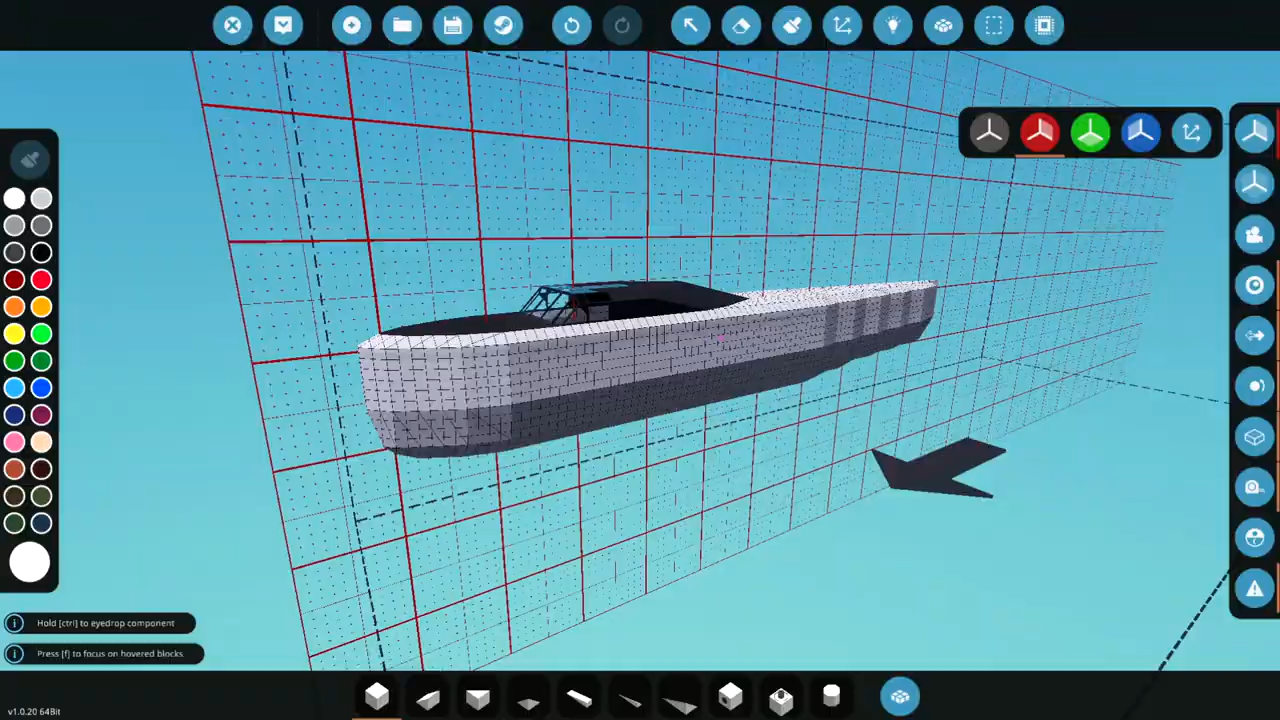 Hold [ctrl] to eyedrop component
Press [f] to focus on hovered blocks
v1.0.20 64Bit